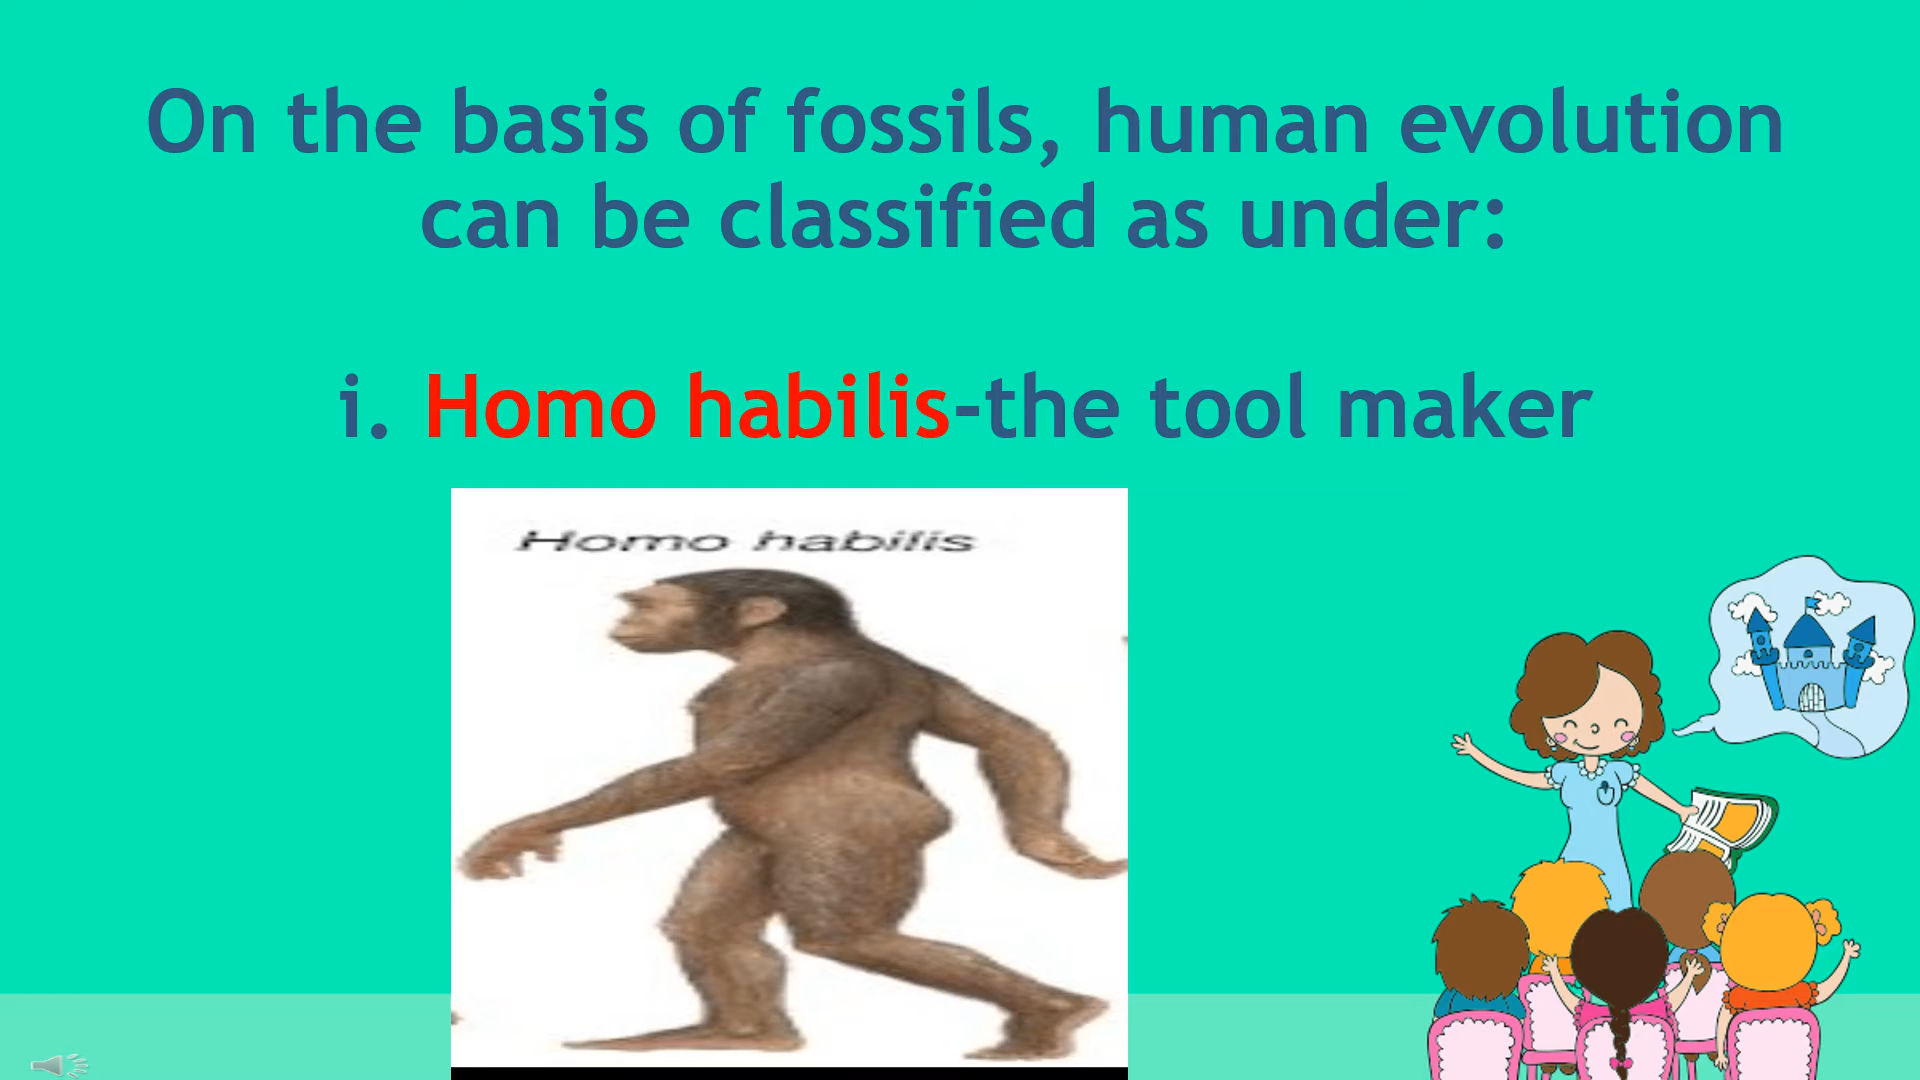 On the basis of fossils, human evolution
can be classified as under:
i. Homo habilis-the tool maker
Homo habilis